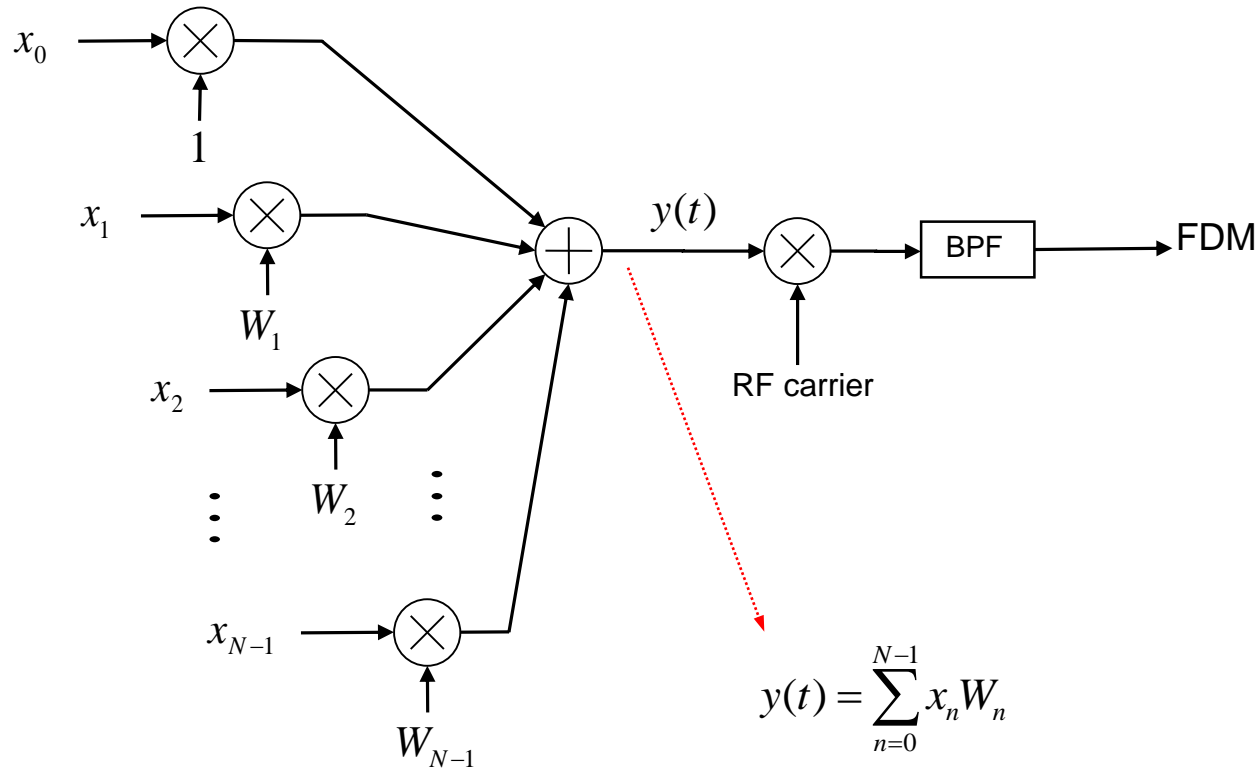 x_0
1
x_1
W_1
x_2
W_2
x_{N-1}
W_{N-1}
y(t)
RF carrier
BPF
FDM
y(t) = \sum_{n=0}^{N-1} x_n W_n